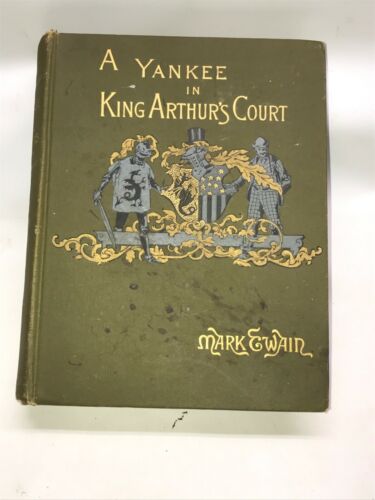 A YANKEE
IN
KING ARTHUR'S COURT
MARK TWAIN